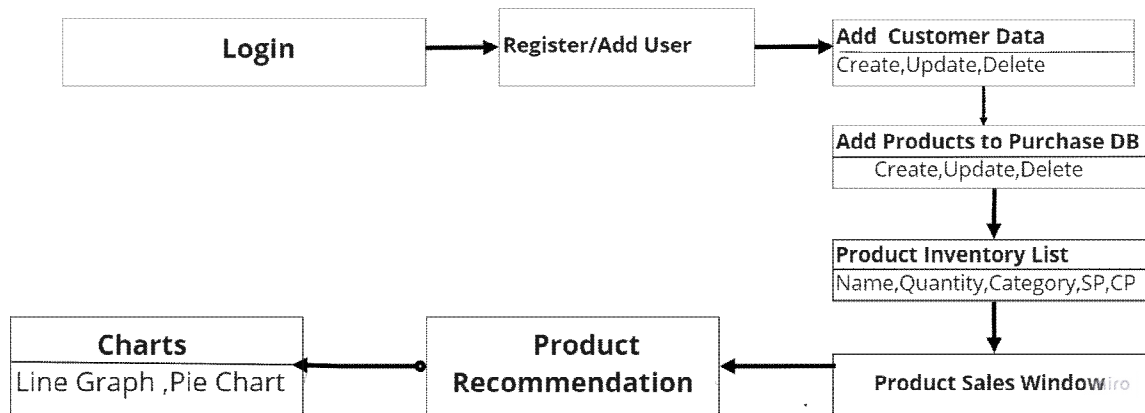 Login
Register/Add User
Add Customer Data
Create,Update,Delete
Add Products to Purchase DB
Create,Update,Delete
Product Inventory List
Name,Quantity,Category,SP,CP
Charts
Line Graph ,Pie Chart
Product
Recommendation
Product Sales Window